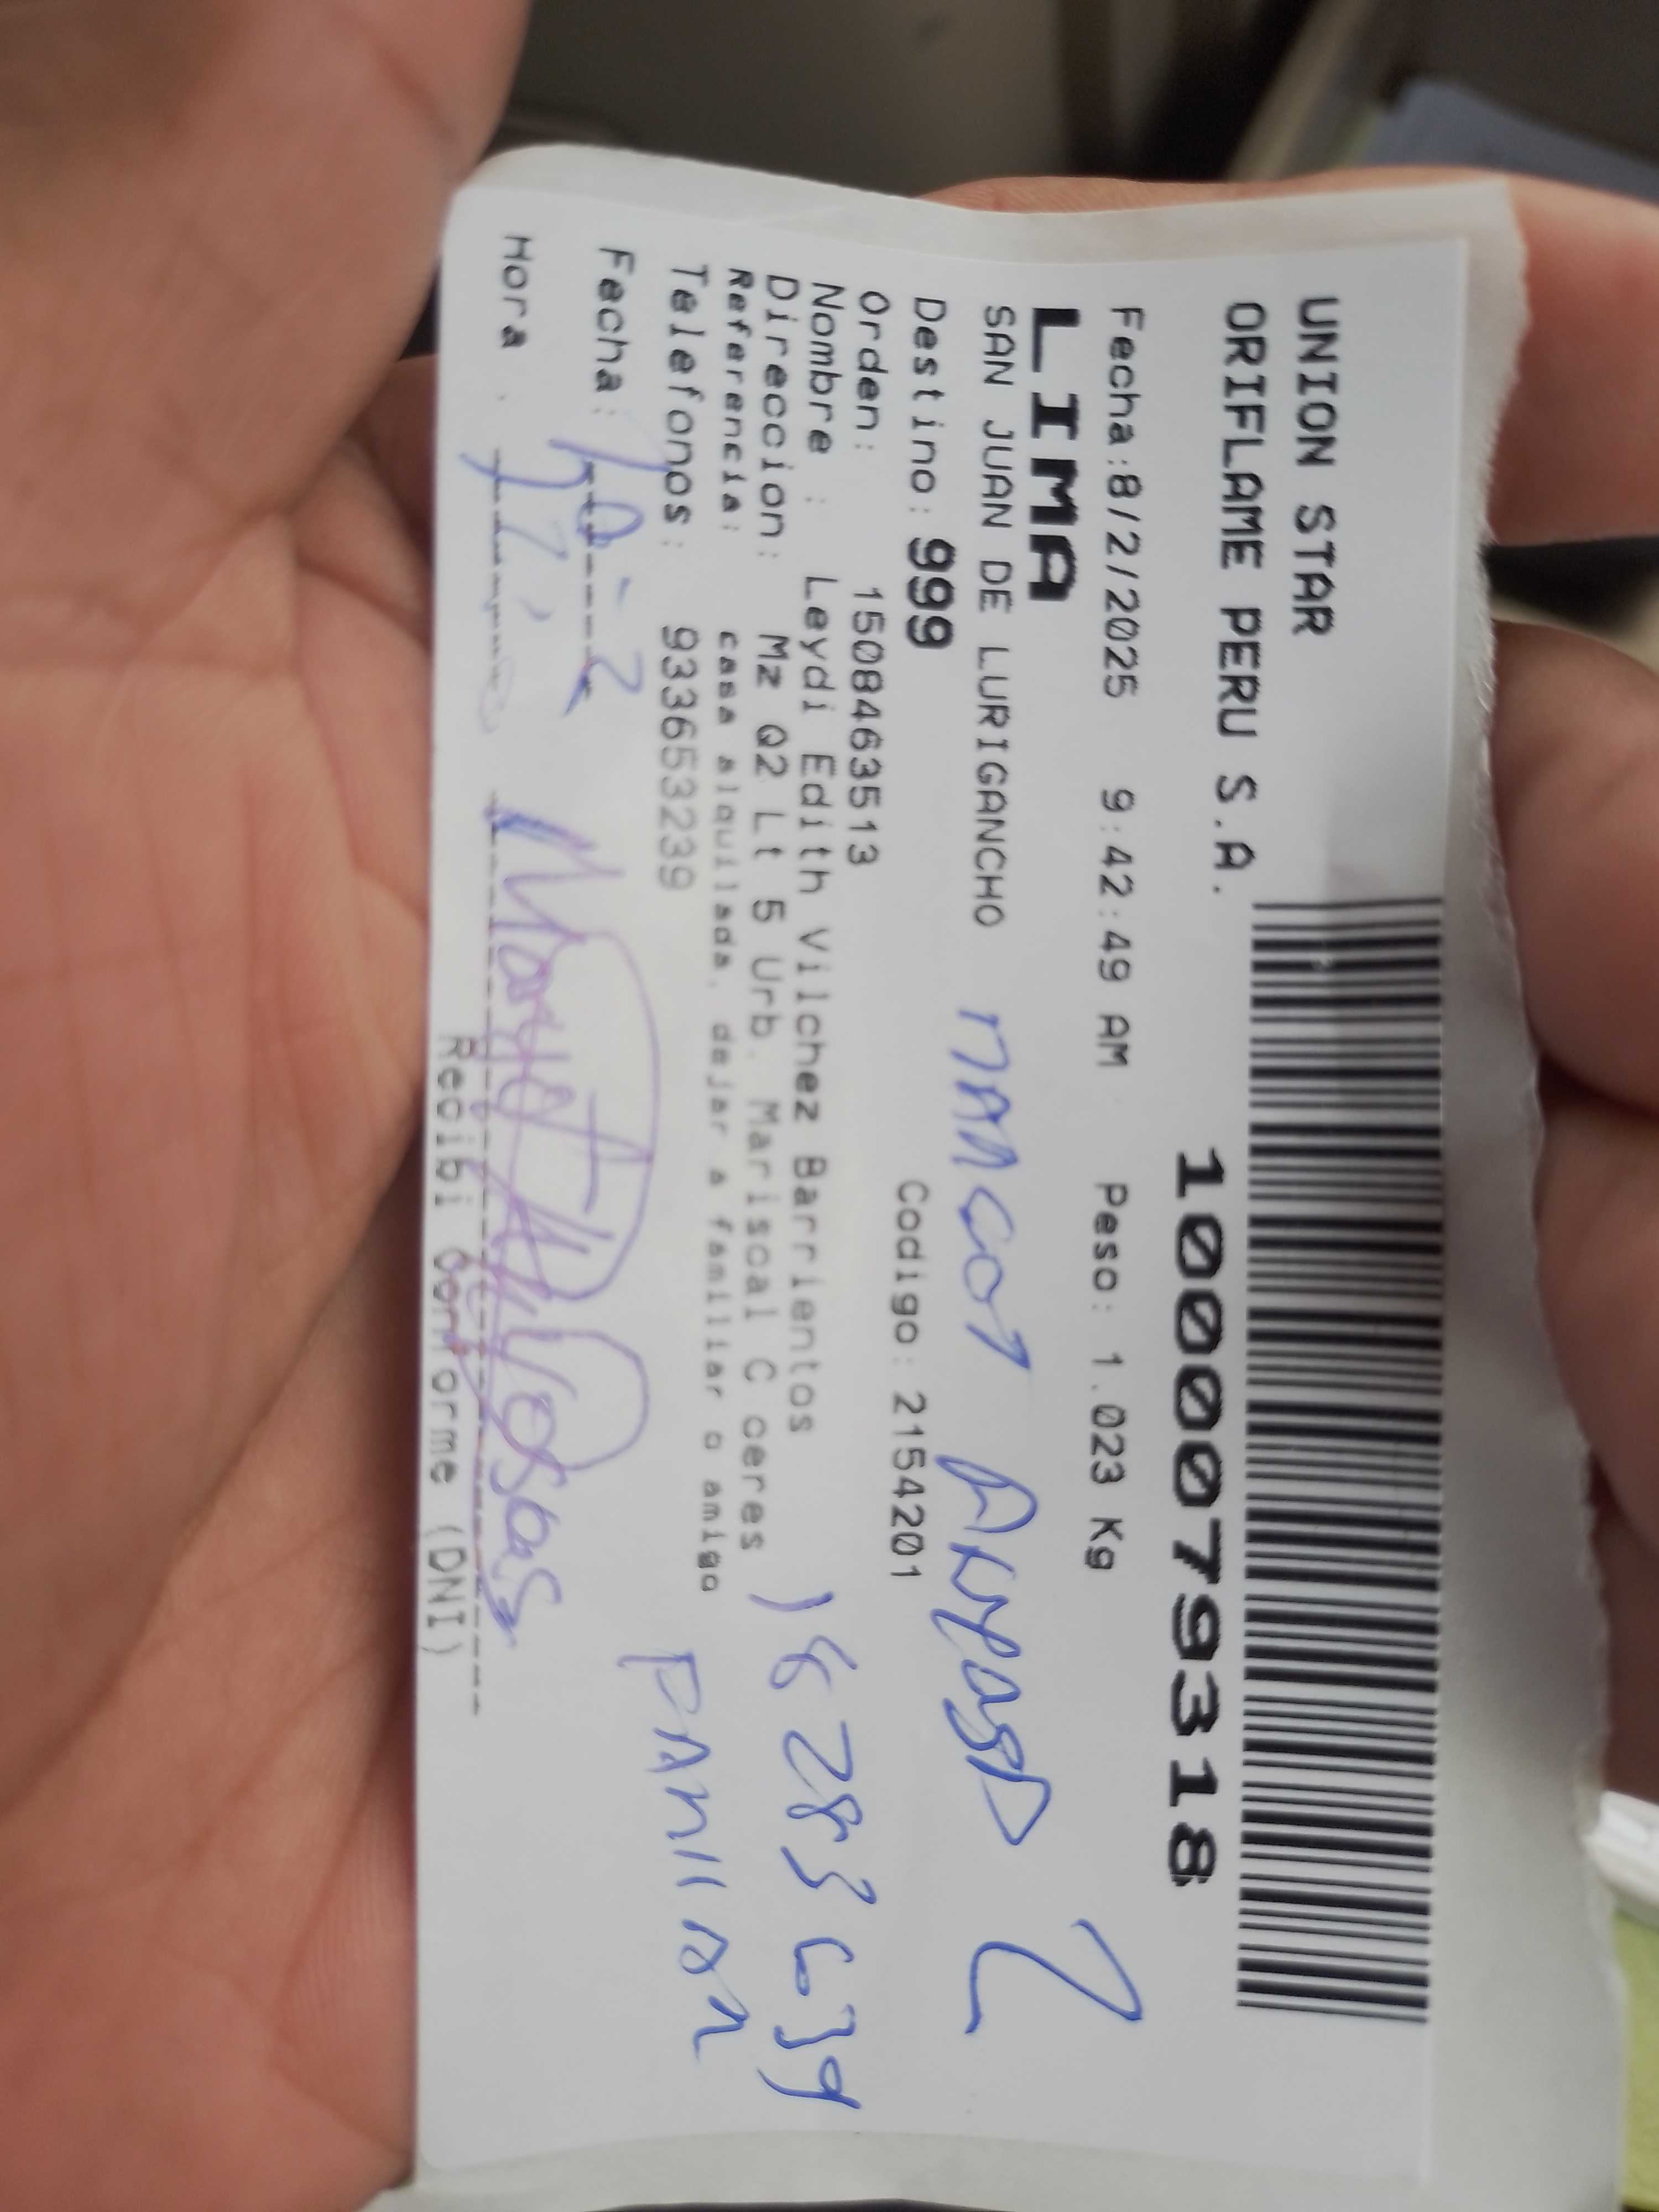 UNION STAR
ORIFLAME PERU S.A.
1000793318
Fecha:8/2/2025 9:42:49 AM Peso: 1.023 Kg
LIMA
SAN JUAN DE LURIGANCHO
Destino: 999 Codigo: 2154201
Orden: 1508463513
Nombre : Leydi Edith Vilchez Barrientos
Direccion: Mz Q2 Lt 5 Urb. Mariscal C ceres
Referencia: casa alquilada, dejar a familiar o amigo
Telefonos: 933653239
Fecha:
Hora :
Recibi Conforme (DNI)